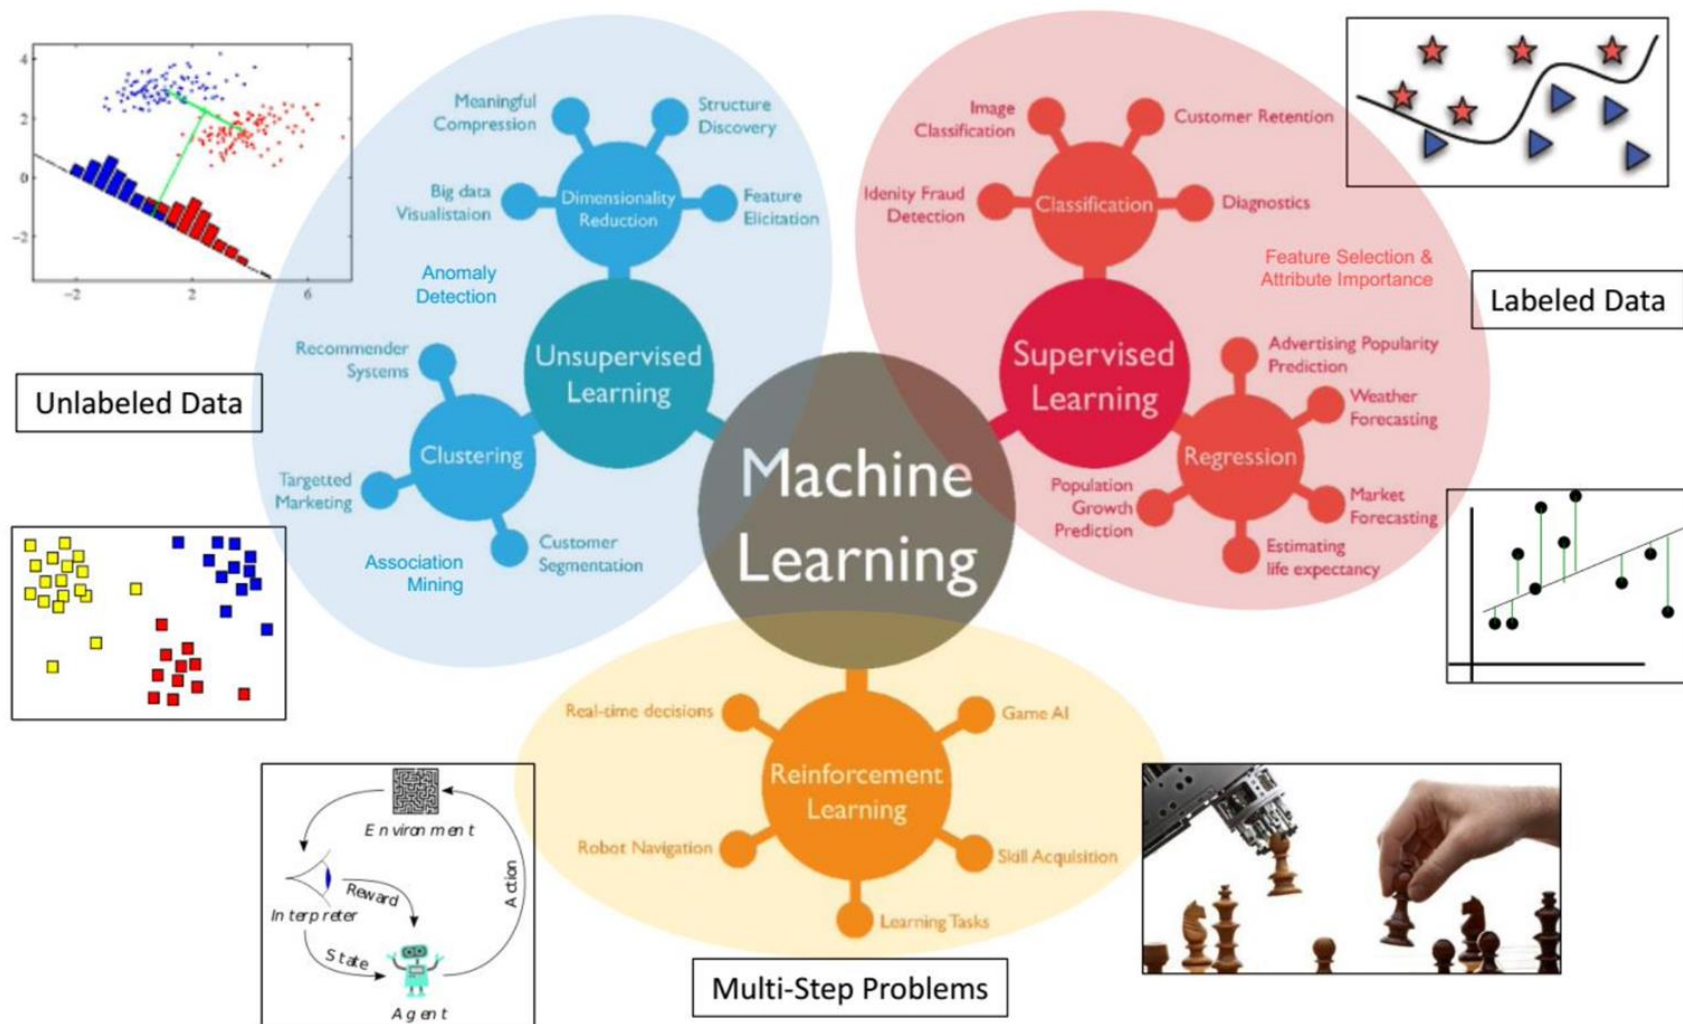 4
2
0
−2
−2
2
6
Unlabeled Data
Meaningful
Compression
Structure
Discovery
Big data
Visualistaion
Dimensionality
Reduction
Feature
Elicitation
Anomaly
Detection
Recommender
Systems
Unsupervised
Learning
Clustering
Targetted
Marketing
Association
Mining
Customer
Segmentation
Machine
Learning
Image
Classification
Customer Retention
Idenity Fraud
Detection
Classification
Diagnostics
Feature Selection &
Attribute Importance
Labeled Data
Supervised
Learning
Advertising Popularity
Prediction
Weather
Forecasting
Regression
Population
Growth
Prediction
Market
Forecasting
Estimating
life expectancy
Real-time decisions
Game AI
Reinforcement
Learning
Robot Navigation
Skill Acquisition
Learning Tasks
Environment
Reward
Action
Interpreter
State
Agent
Multi-Step Problems